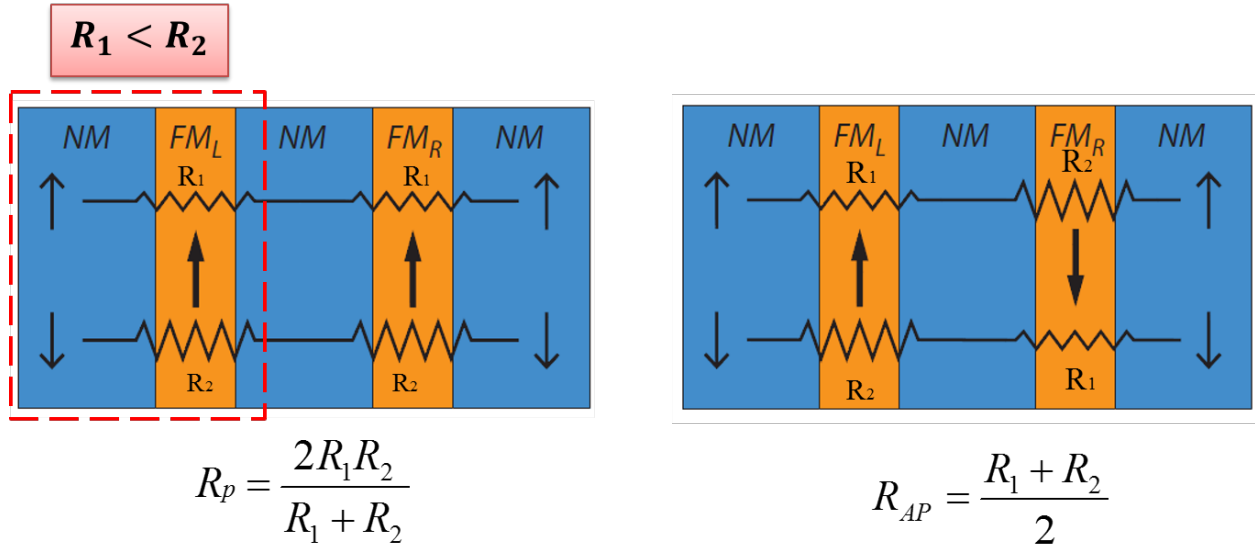 R₁ < R₂
NM FM_L NM FM_R NM
R₁ R₁
R₂ R₂
R_p = 2R₁R₂ / (R₁ + R₂)
NM FM_L NM FM_R NM
R₁ R₂
R₂ R₁
R_AP = (R₁ + R₂) / 2